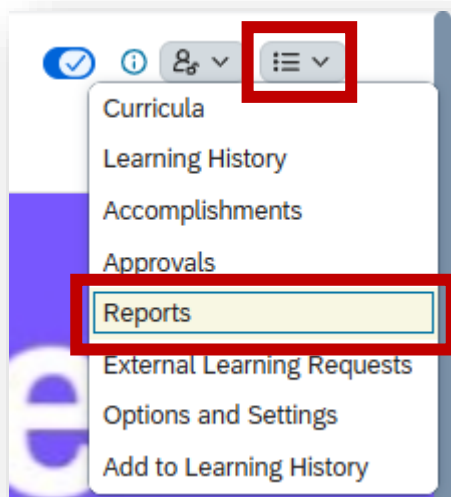 Curricula
Learning History
Accomplishments
Approvals
Reports
External Learning Requests
Options and Settings
Add to Learning History
e